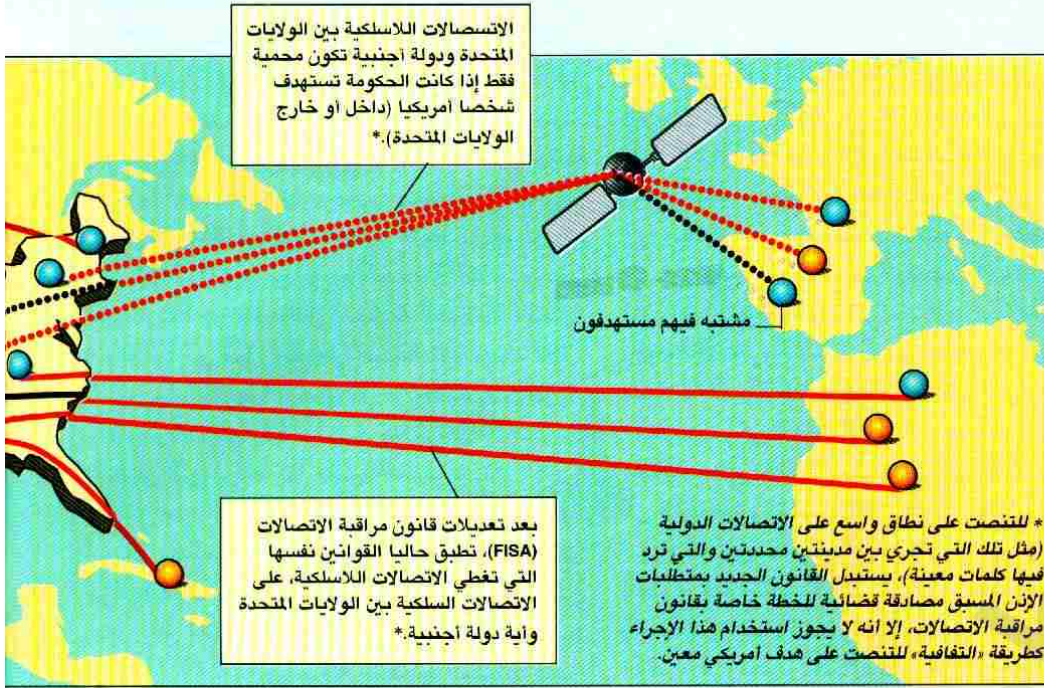 الاتسصالات اللاسلكية بين الولايات
المتحدة ودولة أجنبية تكون محمية
فقط إذا كانت الحكومة تستهدف
شخصا أمريكيا (داخل أو خارج
الولايات المتحدة).*
مشتبه فيهم مستهدفون
بعد تعديلات قانون مراقبة الاتصالات
(FISA)، تطبق حاليا القوانين نفسها
التي تغطي الاتصالات اللاسلكية، على
الاتصالات السلكية بين الولايات المتحدة
وأية دولة أجنبية.*
* للتنصت على نطاق واسع على الاتصالات الدولية
(مثل تلك التي تجري بين مدينتين محددتين والتي ترد
فيها كلمات معينة)، يستبدل القانون الجديد بمتطلبات
الإذن المسبق مصادقة قضائية للخطة خاصة بقانون
مراقبة الاتصالات، إلا أنه لا يجوز استخدام هذا الإجراء
كطريقة «التفافية» للتنصت على هدف أمريكي معين.